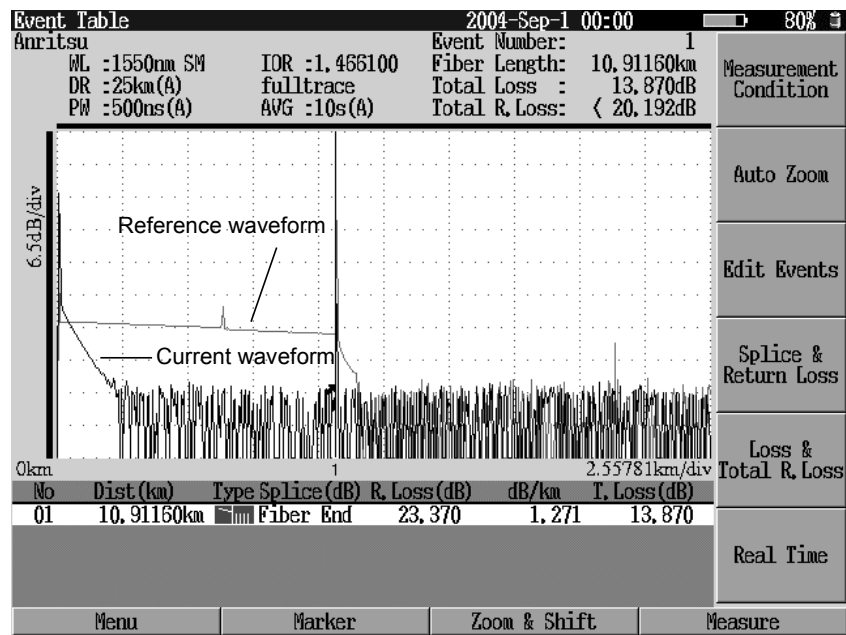 Event Table 2004-Sep-1 00:00 80%
Anritsu Event Number: 1
WL :1550nm SM IOR :1.466100 Fiber Length: 10.91160km
DR :25km(A) fulltrace Total Loss : 13.870dB
PW :500ns(A) AVG :10s(A) Total R.Loss: < 20.192dB
Measurement
Condition
Auto Zoom
Edit Events
Splice &
Return Loss
Loss &
Total R.Loss
Real Time
6.5dB/div
Reference waveform
Current waveform
0km 1 2.55781km/div
No Dist(km) Type Splice(dB) R.Loss(dB) dB/km T.Loss(dB)
01 10.91160km Fiber End 23.370 1.271 13.870
Menu Marker Zoom & Shift Measure